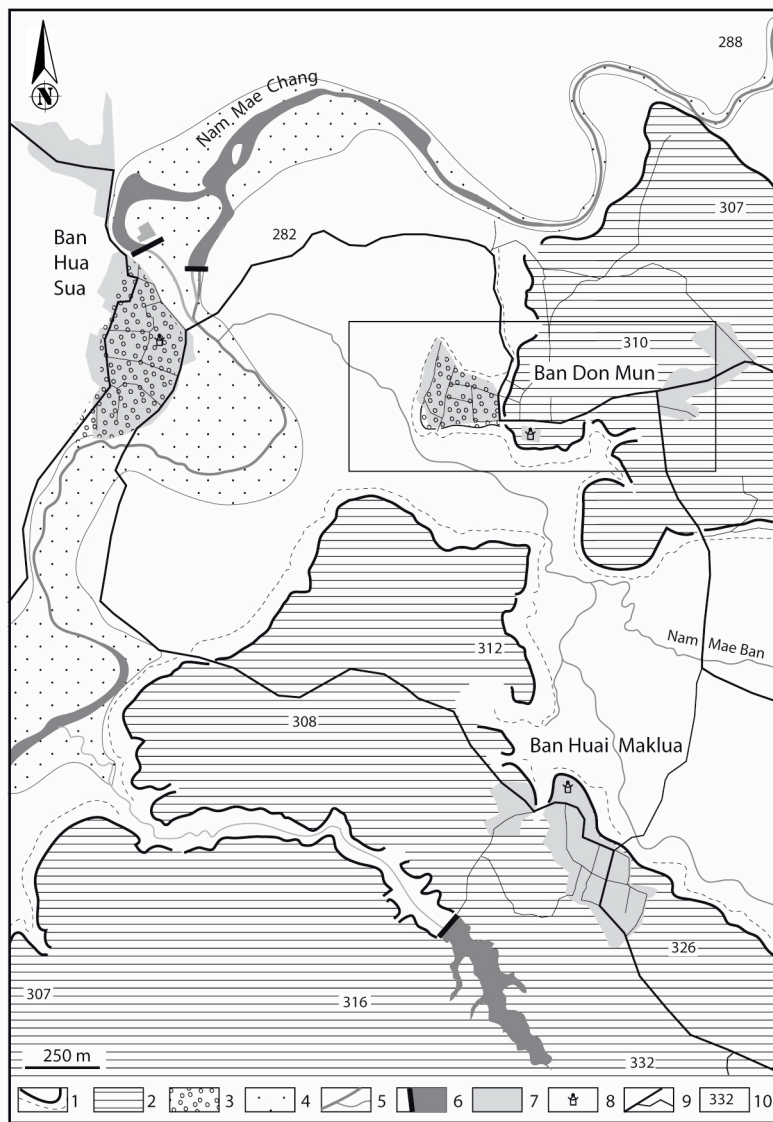 N
288
Nam Mae Chang
307
Ban
Hua
Sua
282
310
Ban Don Mun
312
Nam Mae Ban
308
Ban Huai Maklua
326
307
316
250 m
332
1 2 3 4 5 6 7 8 9 332 10